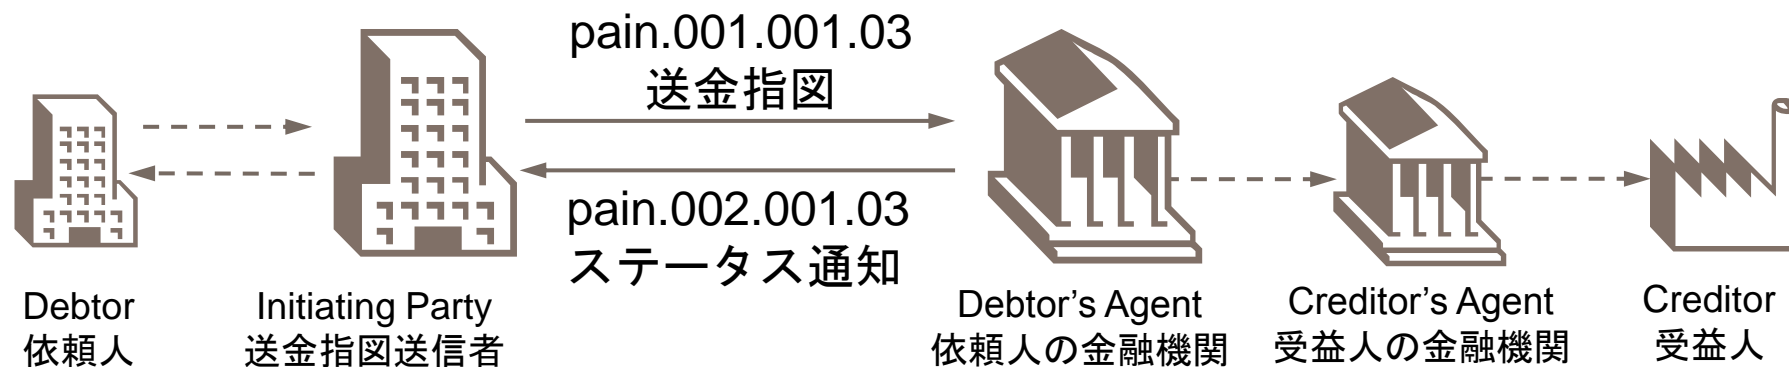 pain.001.001.03
送金指図
pain.002.001.03
ステータス通知
Debtor
依頼人
Initiating Party
送金指図送信者
Debtor’s Agent
依頼人の金融機関
Creditor’s Agent
受益人の金融機関
Creditor
受益人